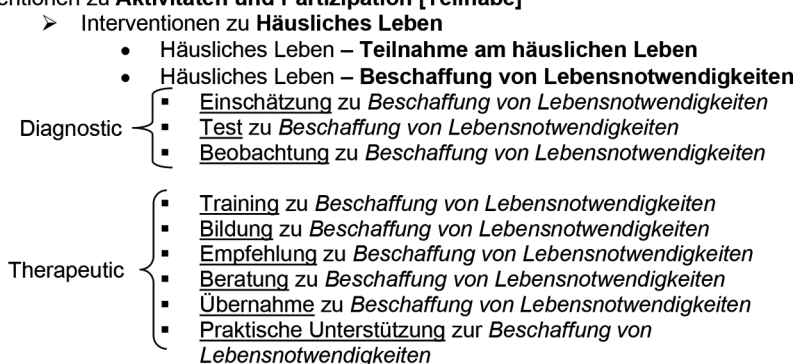 zu Aktivitäten und Partizipation [Teilhabe]
➤ Interventionen zu Häusliches Leben
• Häusliches Leben – Teilnahme am häuslichen Leben
• Häusliches Leben – Beschaffung von Lebensnotwendigkeiten
▪ Einschätzung zu Beschaffung von Lebensnotwendigkeiten
Diagnostic ▪ Test zu Beschaffung von Lebensnotwendigkeiten
▪ Beobachtung zu Beschaffung von Lebensnotwendigkeiten
▪ Training zu Beschaffung von Lebensnotwendigkeiten
▪ Bildung zu Beschaffung von Lebensnotwendigkeiten
▪ Empfehlung zu Beschaffung von Lebensnotwendigkeiten
Therapeutic ▪ Beratung zu Beschaffung von Lebensnotwendigkeiten
▪ Übernahme zu Beschaffung von Lebensnotwendigkeiten
▪ Praktische Unterstützung zur Beschaffung von
Lebensnotwendigkeiten